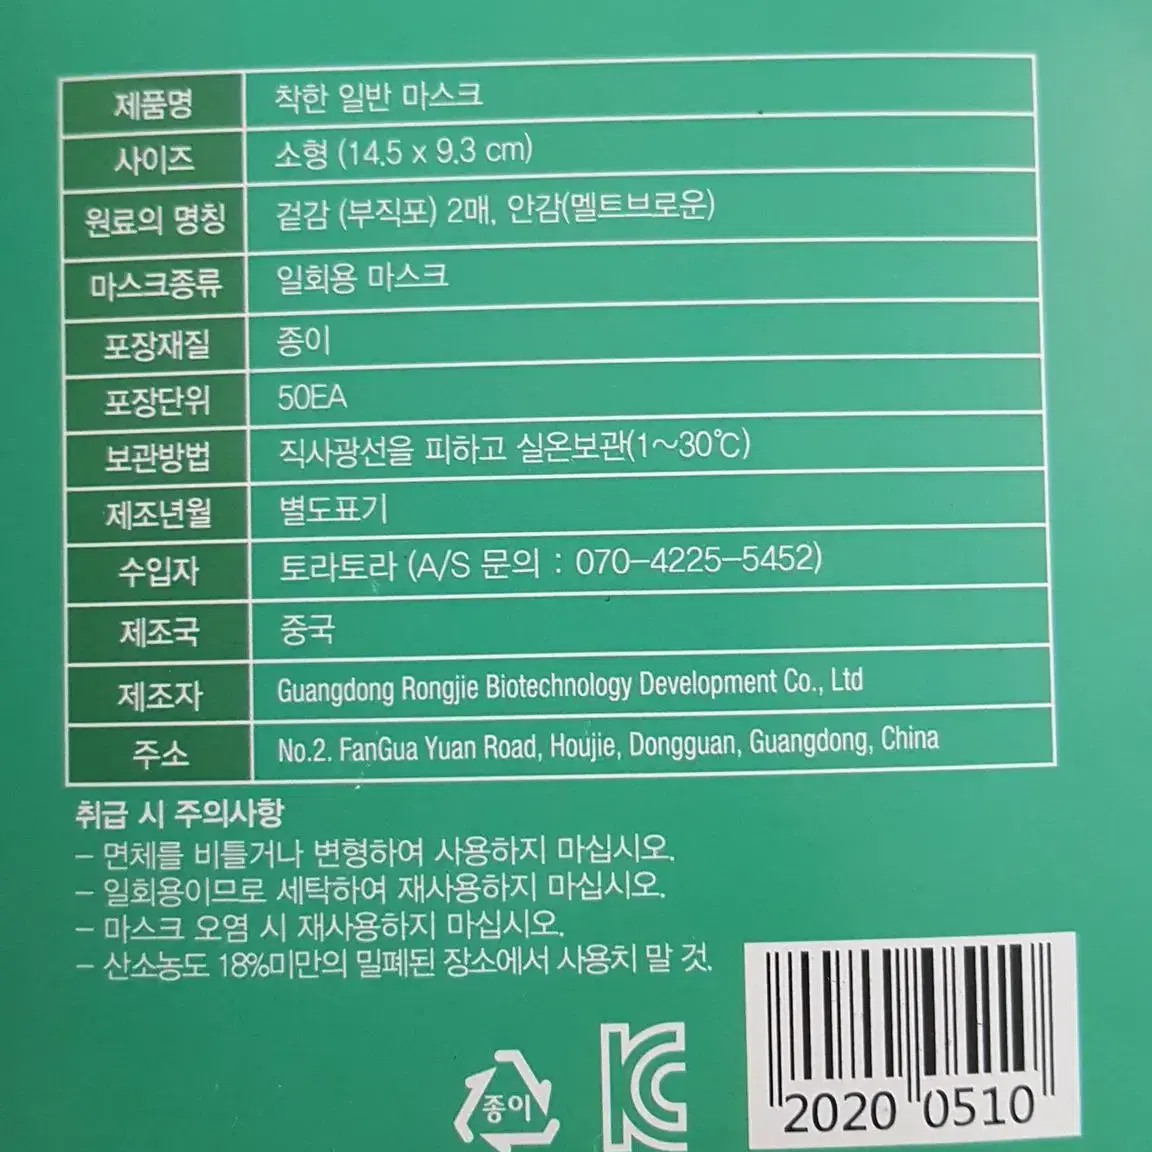 제품명 착한 일반 마스크
사이즈 소형 (14.5 x 9.3 cm)
원료의 명칭 겉감 (부직포) 2매, 안감(멜트브로운)
마스크종류 일회용 마스크
포장재질 종이
포장단위 50EA
보관방법 직사광선을 피하고 실온보관(1~30℃)
제조년월 별도표기
수입자 토라토라 (A/S 문의 : 070-4225-5452)
제조국 중국
제조자 Guangdong Rongjie Biotechnology Development Co., Ltd
주소 No.2. FanGua Yuan Road, Houjie, Dongguan, Guangdong, China
취급 시 주의사항
- 면체를 비틀거나 변형하여 사용하지 마십시오.
- 일회용이므로 세탁하여 재사용하지 마십시오.
- 마스크 오염 시 재사용하지 마십시오.
- 산소농도 18%미만의 밀폐된 장소에서 사용치 말 것.
종이
KC
2020 0510